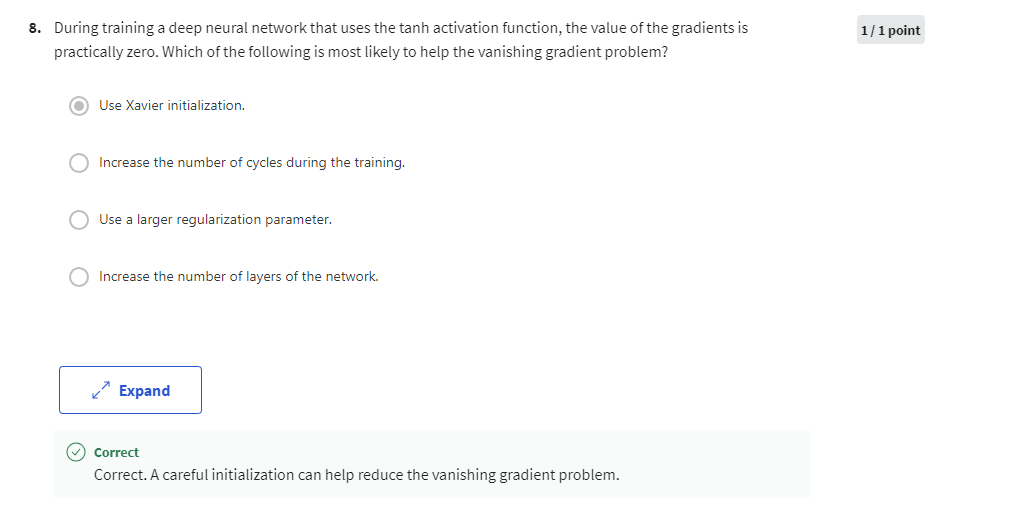 8. During training a deep neural network that uses the tanh activation function, the value of the gradients is
practically zero. Which of the following is most likely to help the vanishing gradient problem?
1 / 1 point
Use Xavier initialization.
Increase the number of cycles during the training.
Use a larger regularization parameter.
Increase the number of layers of the network.
Expand
Correct
Correct. A careful initialization can help reduce the vanishing gradient problem.